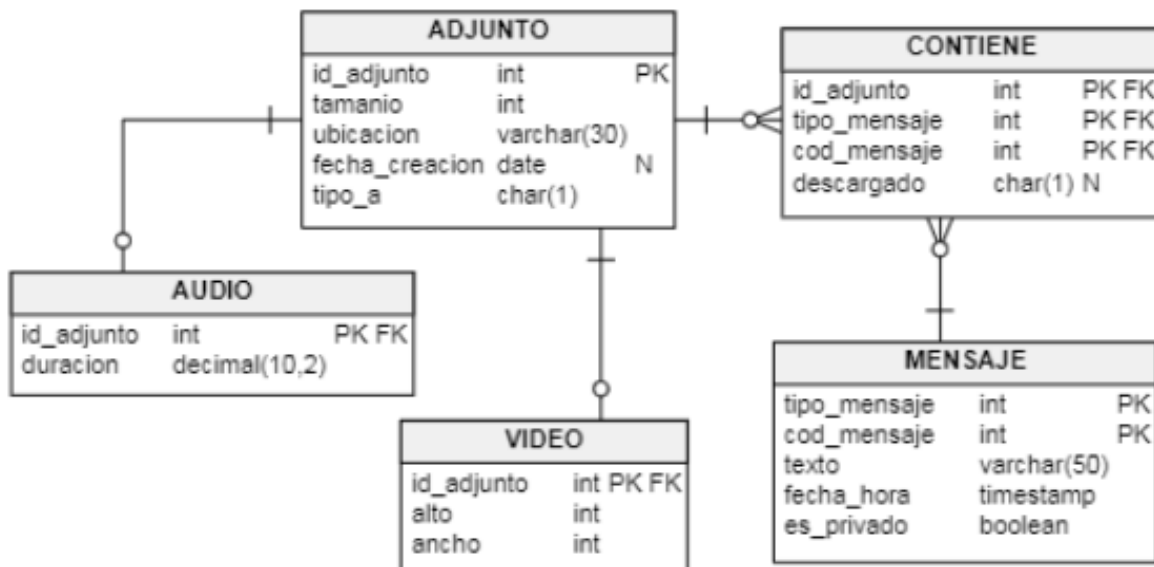 ADJUNTO
id_adjunto int PK
tamanio int
ubicacion varchar(30)
fecha_creacion date N
tipo_a char(1)
CONTIENE
id_adjunto int PK FK
tipo_mensaje int PK FK
cod_mensaje int PK FK
descargado char(1) N
AUDIO
id_adjunto int PK FK
duracion decimal(10,2)
VIDEO
id_adjunto int PK FK
alto int
ancho int
MENSAJE
tipo_mensaje int PK
cod_mensaje int PK
texto varchar(50)
fecha_hora timestamp
es_privado boolean